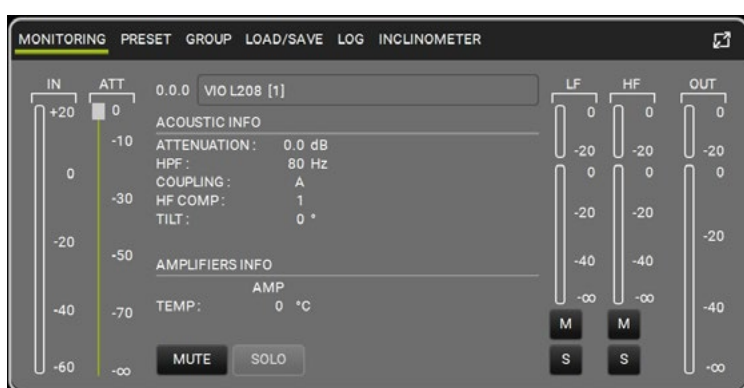 MONITORING PRESET GROUP LOAD/SAVE LOG INCLINOMETER
IN ATT 0.0.0 VIO L208 [1] LF HF OUT
+20 0 0 0 0
ACOUSTIC INFO
-10 ATTENUATION : 0.0 dB -20 -20 -20
HPF : 80 Hz
0 COUPLING : A 0 0 0
-30 HF COMP : 1
TILT : 0 ° -20 -20
-20 -20
-50 AMPLIFIERS INFO -40 -40
AMP
-40 -70 TEMP : 0 °C -∞ -∞ -40
M M
-60 -∞ MUTE SOLO S S -∞